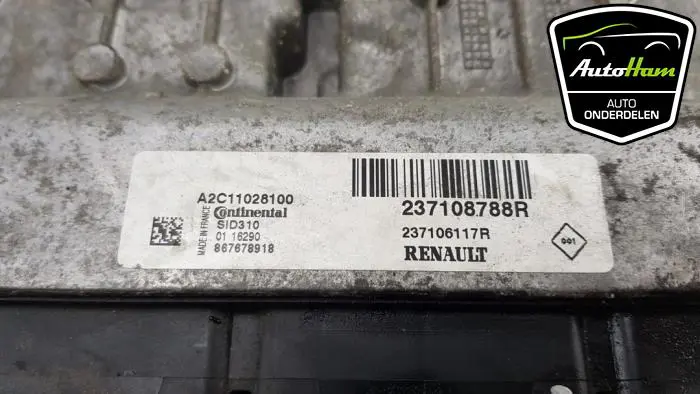 AutoHam
AUTO
ONDERDELEN
A2C11028100
Continental
SID310
01 16290
867678918
MADE IN FRANCE
237108788R
237106117R
RENAULT
001